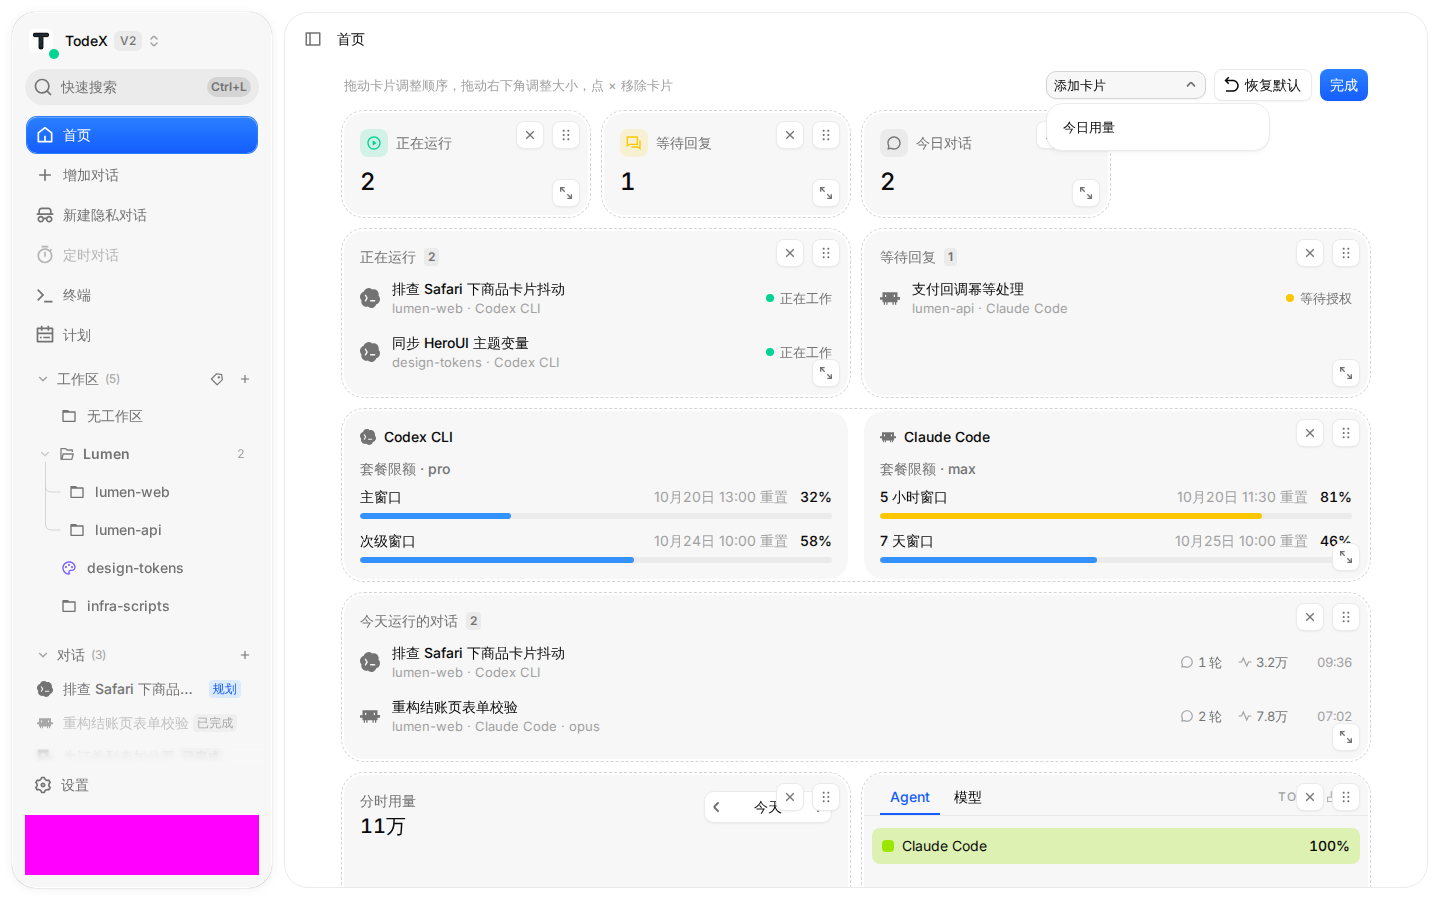 TodeX V2
快速搜索 Ctrl+L
首页
增加对话
新建隐私对话
定时对话
终端
计划
工作区 (5)
无工作区
Lumen 2
lumen-web
lumen-api
design-tokens
infra-scripts
对话 (3)
排查 Safari 下商品... 规划
重构结账页表单校验 已完成
设置
首页
拖动卡片调整顺序，拖动右下角调整大小，点 × 移除卡片
添加卡片
恢复默认
完成
今日用量
正在运行
2
等待回复
1
今日对话
2
正在运行 2
排查 Safari 下商品卡片抖动
lumen-web · Codex CLI
正在工作
同步 HeroUI 主题变量
design-tokens · Codex CLI
正在工作
等待回复 1
支付回调幂等处理
lumen-api · Claude Code
等待授权
Codex CLI
套餐限额 · pro
主窗口 10月20日 13:00 重置 32%
次级窗口 10月24日 10:00 重置 58%
Claude Code
套餐限额 · max
5 小时窗口 10月20日 11:30 重置 81%
7 天窗口 10月25日 10:00 重置 46%
今天运行的对话 2
排查 Safari 下商品卡片抖动
lumen-web · Codex CLI
1 轮 3.2万 09:36
重构结账页表单校验
lumen-web · Claude Code · opus
2 轮 7.8万 07:02
分时用量
11万
今天
Agent 模型
Claude Code 100%